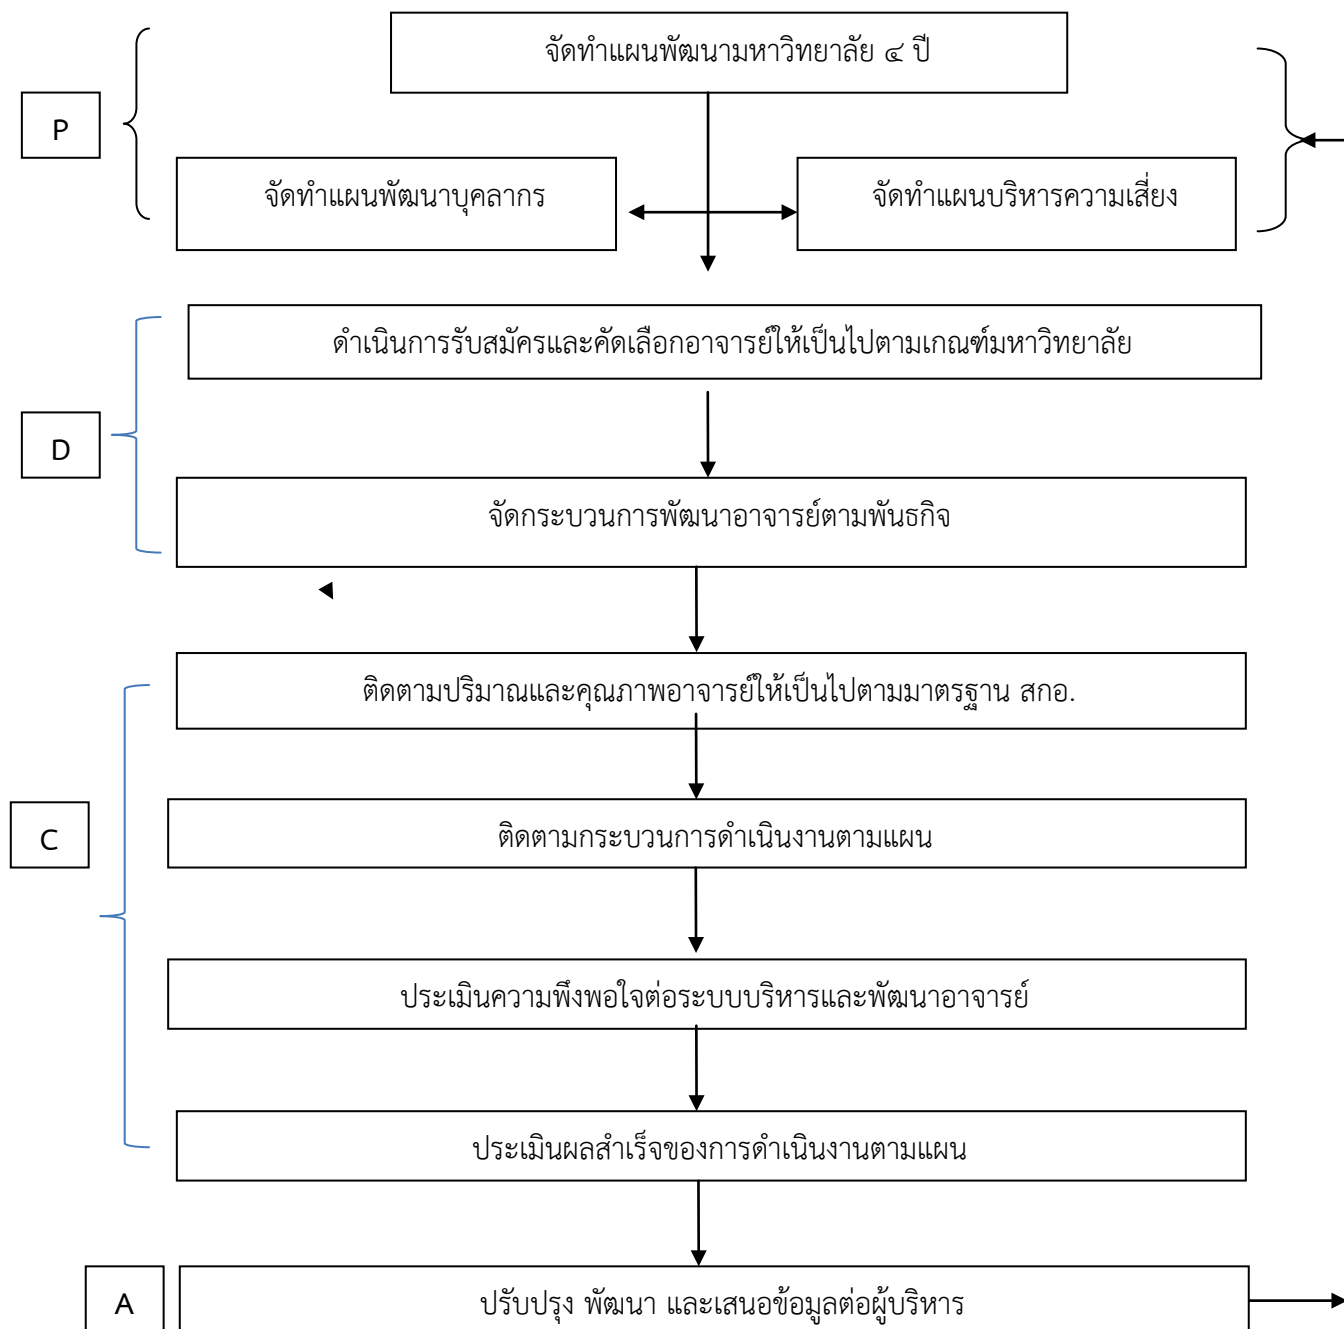 จัดทำแผนพัฒนามหาวิทยาลัย ๔ ปี
P
จัดทำแผนพัฒนาบุคลากร
จัดทำแผนบริหารความเสี่ยง
ดำเนินการรับสมัครและคัดเลือกอาจารย์ให้เป็นไปตามเกณฑ์มหาวิทยาลัย
D
จัดกระบวนการพัฒนาอาจารย์ตามพันธกิจ
ติดตามปริมาณและคุณภาพอาจารย์ให้เป็นไปตามมาตรฐาน สกอ.
C
ติดตามกระบวนการดำเนินงานตามแผน
ประเมินความพึงพอใจต่อระบบบริหารและพัฒนาอาจารย์
ประเมินผลสำเร็จของการดำเนินงานตามแผน
A
ปรับปรุง พัฒนา และเสนอข้อมูลต่อผู้บริหาร